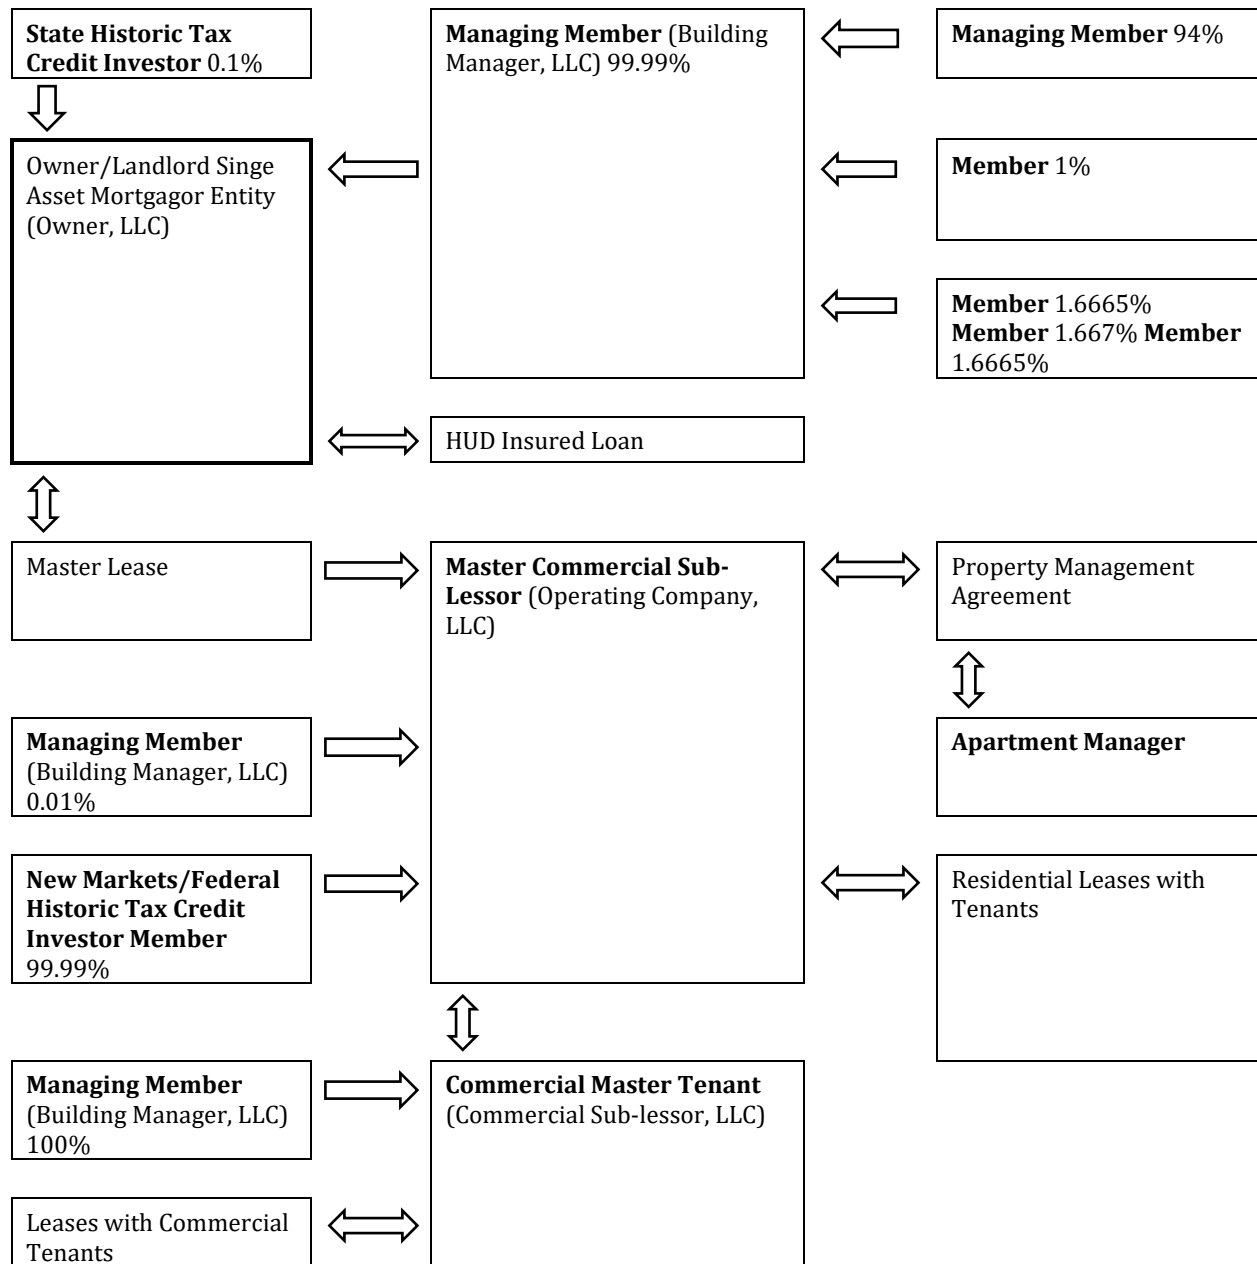 State Historic Tax
Credit Investor 0.1%
Managing Member (Building
Manager, LLC) 99.99%
Managing Member 94%
Owner/Landlord Singe
Asset Mortgagor Entity
(Owner, LLC)
Member 1%
Member 1.6665%
Member 1.667% Member
1.6665%
HUD Insured Loan
Master Lease
Master Commercial Sub-
Lessor (Operating Company,
LLC)
Property Management
Agreement
Managing Member
(Building Manager, LLC)
0.01%
Apartment Manager
New Markets/Federal
Historic Tax Credit
Investor Member
99.99%
Residential Leases with
Tenants
Managing Member
(Building Manager, LLC)
100%
Commercial Master Tenant
(Commercial Sub-lessor, LLC)
Leases with Commercial
Tenants